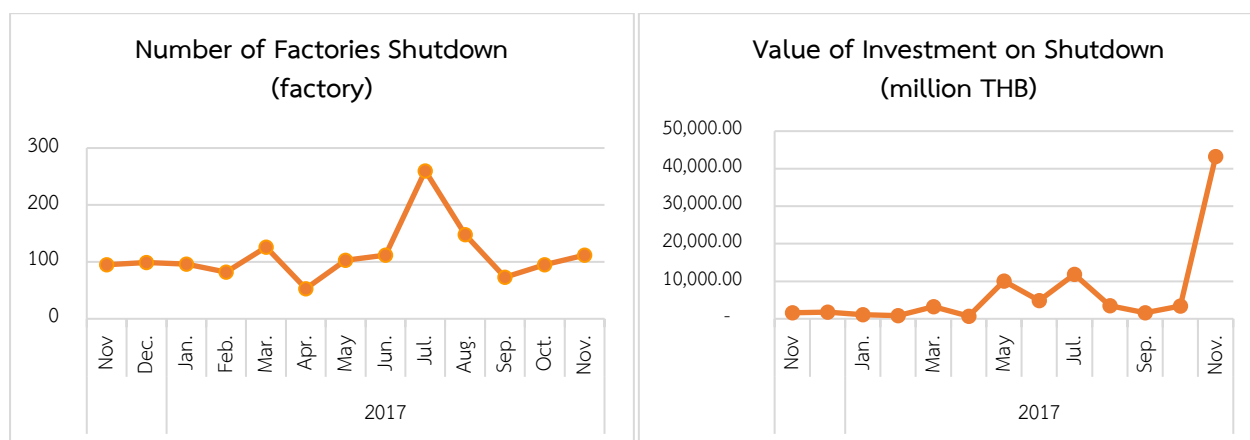 Number of Factories Shutdown
(factory)
300
200
100
0
Nov
Dec.
Jan.
Feb.
Mar.
Apr.
May
Jun.
Jul.
Aug.
Sep.
Oct.
Nov.
2017
Value of Investment on Shutdown
(million THB)
50,000.00
40,000.00
30,000.00
20,000.00
10,000.00
-
Nov
Jan.
Mar.
May
Jul.
Sep.
Nov.
2017